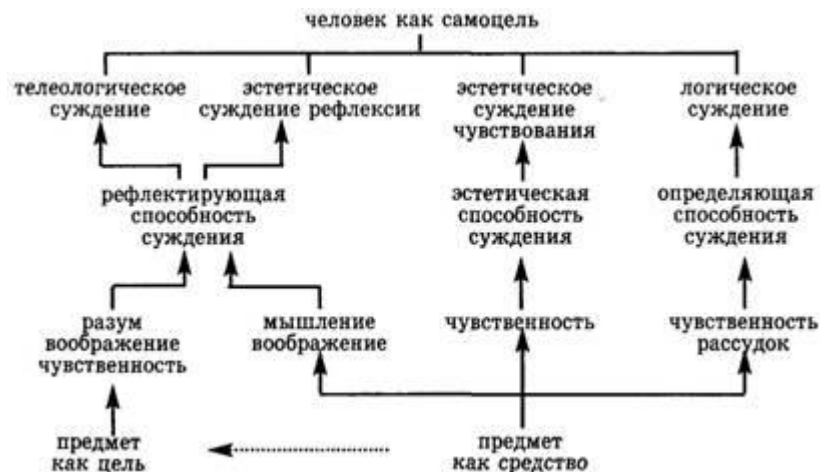 человек как самоцель
телеологическое
суждение
эстетическое
суждение рефлексии
эстетическое
суждение
чувствования
логическое
суждение
рефлектирующая
способность
суждения
эстетическая
способность
суждения
определяющая
способность
суждения
разум
воображение
чувственность
мышление
воображение
чувственность
чувственность
рассудок
предмет
как цель
предмет
как средство